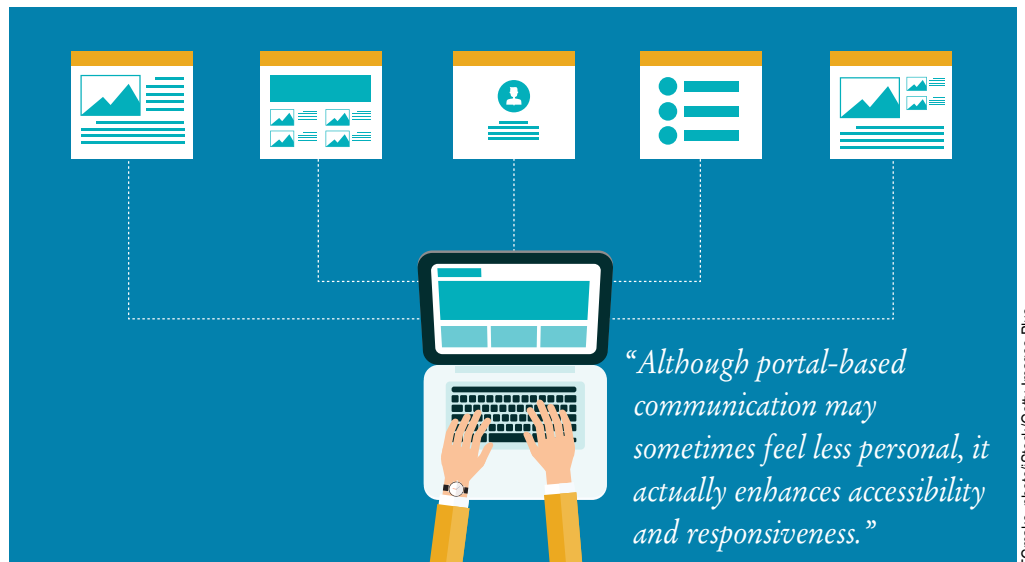 “Although portal-based
communication may
sometimes feel less personal, it
actually enhances accessibility
and responsiveness.”